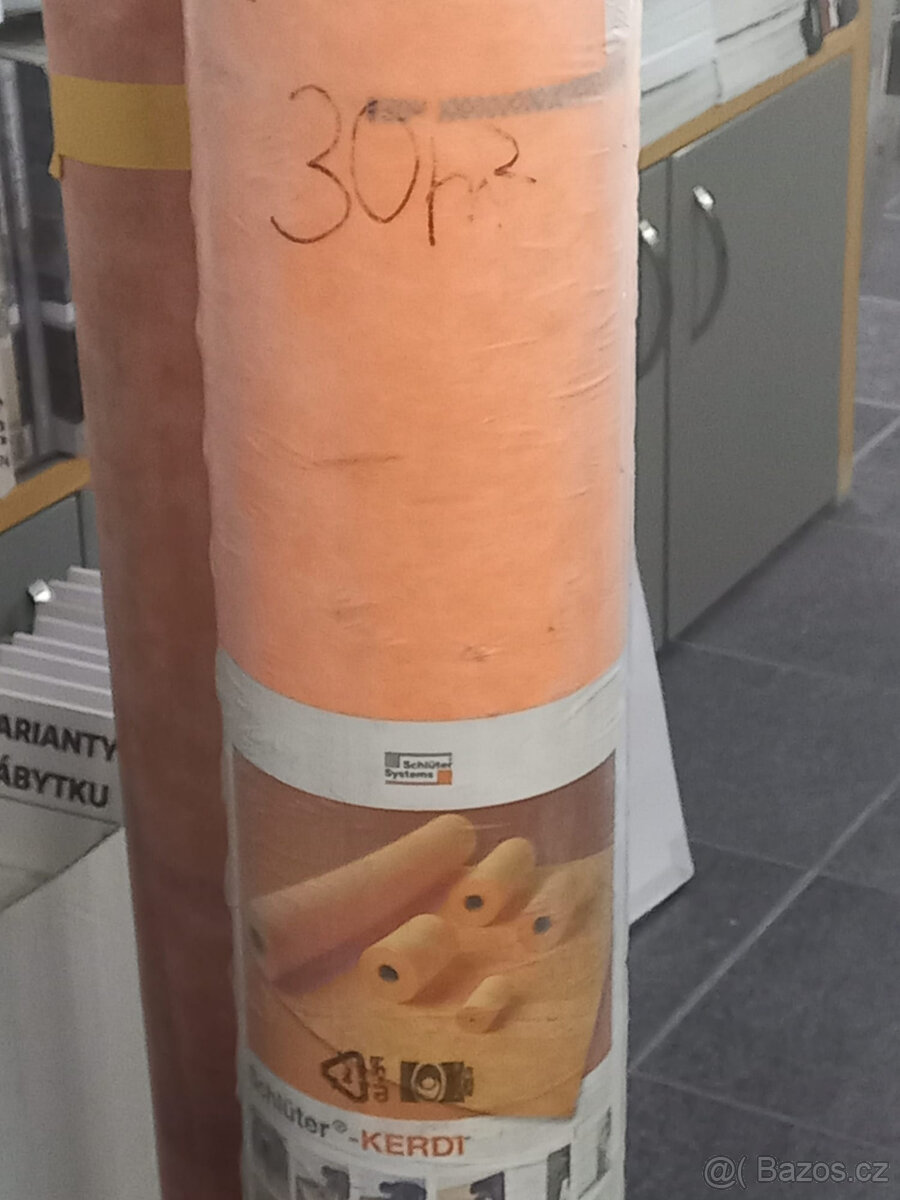 30m²
Schlüter
Systems
ARIANTY
ÁBYTKU
Schlüter®-KERDI
@( Bazos.cz